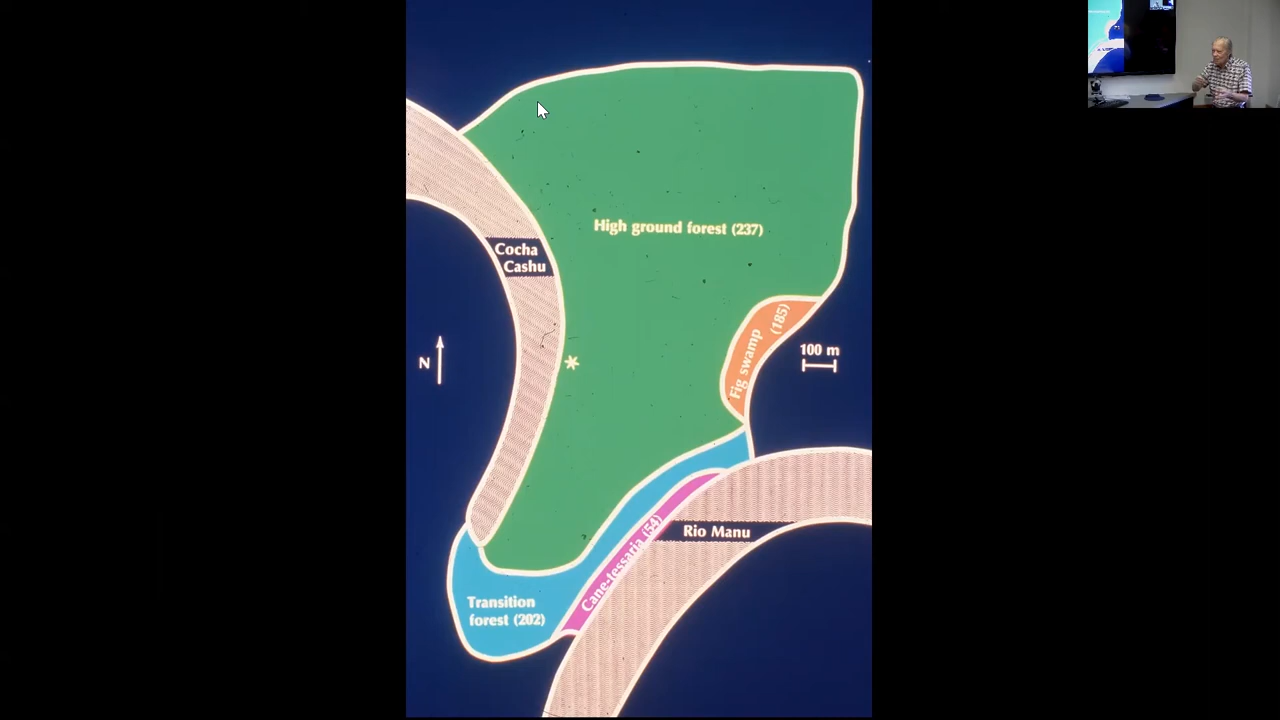 High ground forest (237)
Cocha
Cashu
Fig swamp (185)
N
100 m
Rio Manu
Cane-tessaria (54)
Transition
forest (202)